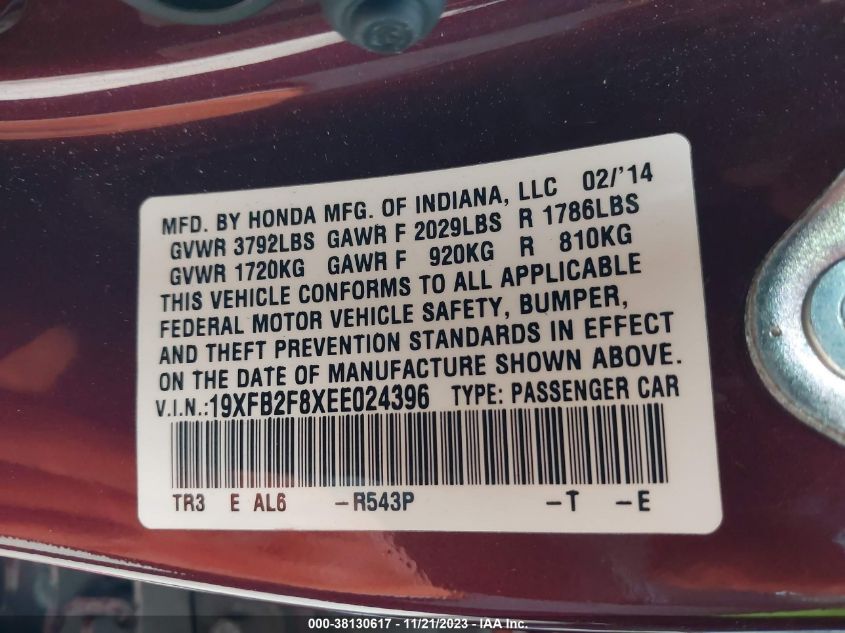 MFD. BY HONDA MFG. OF INDIANA, LLC 02/'14
GVWR 3792LBS GAWR F 2029LBS R 1786LBS
GVWR 1720KG GAWR F 920KG R 810KG
THIS VEHICLE CONFORMS TO ALL APPLICABLE
FEDERAL MOTOR VEHICLE SAFETY, BUMPER,
AND THEFT PREVENTION STANDARDS IN EFFECT
ON THE DATE OF MANUFACTURE SHOWN ABOVE.
V.I.N.:19XFB2F8XEE024396 TYPE: PASSENGER CAR
TR3 E AL6 -R543P -T -E
000-38130617 - 11/21/2023 - IAA Inc.